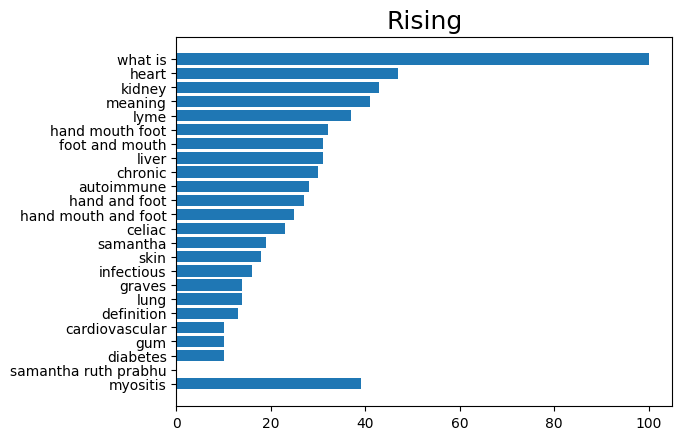 Rising
what is
heart
kidney
meaning
lyme
hand mouth foot
foot and mouth
liver
chronic
autoimmune
hand and foot
hand mouth and foot
celiac
samantha
skin
infectious
graves
lung
definition
cardiovascular
gum
diabetes
samantha ruth prabhu
myositis
0 20 40 60 80 100